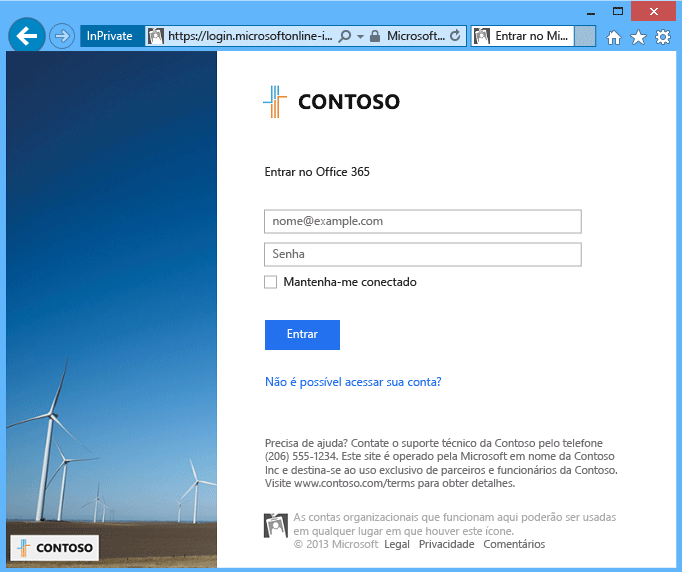 InPrivate https://login.microsoftonline-i... Microsoft... Entrar no Mi...
CONTOSO
Entrar no Office 365
nome@example.com
Senha
Mantenha-me conectado
Entrar
Não é possível acessar sua conta?
Precisa de ajuda? Contate o suporte técnico da Contoso pelo telefone
(206) 555-1234. Este site é operado pela Microsoft em nome da Contoso
Inc e destina-se ao uso exclusivo de parceiros e funcionários da Contoso.
Visite www.contoso.com/terms para obter detalhes.
As contas organizacionais que funcionam aqui poderão ser usadas
em qualquer lugar em que houver este ícone.
© 2013 Microsoft Legal Privacidade Comentários
CONTOSO